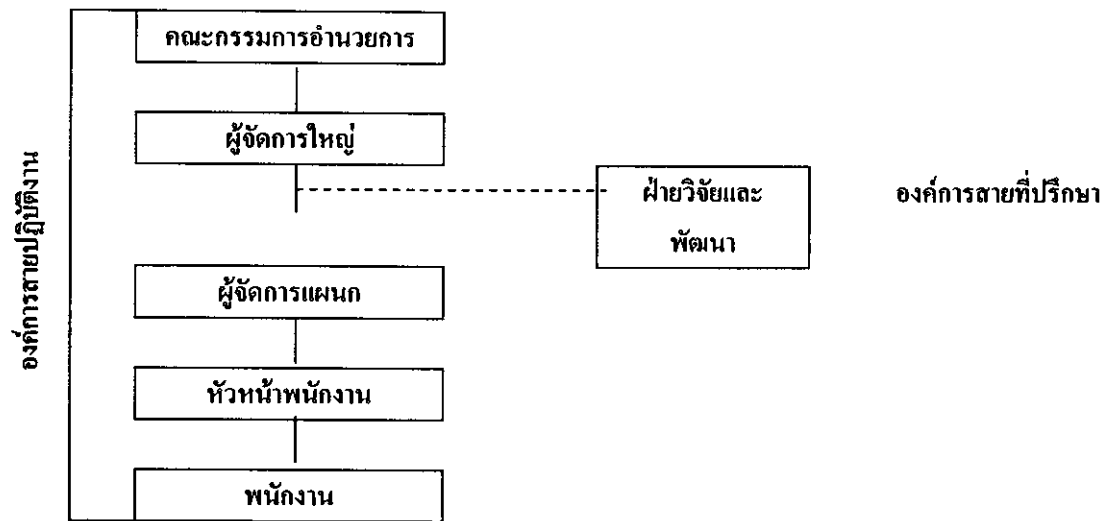 คณะกรรมการอำนวยการ
ผู้จัดการใหญ่
ฝ่ายวิจัยและ
พัฒนา
องค์การสายที่ปรึกษา
องค์การสายปฏิบัติงาน
ผู้จัดการแผนก
หัวหน้าพนักงาน
พนักงาน